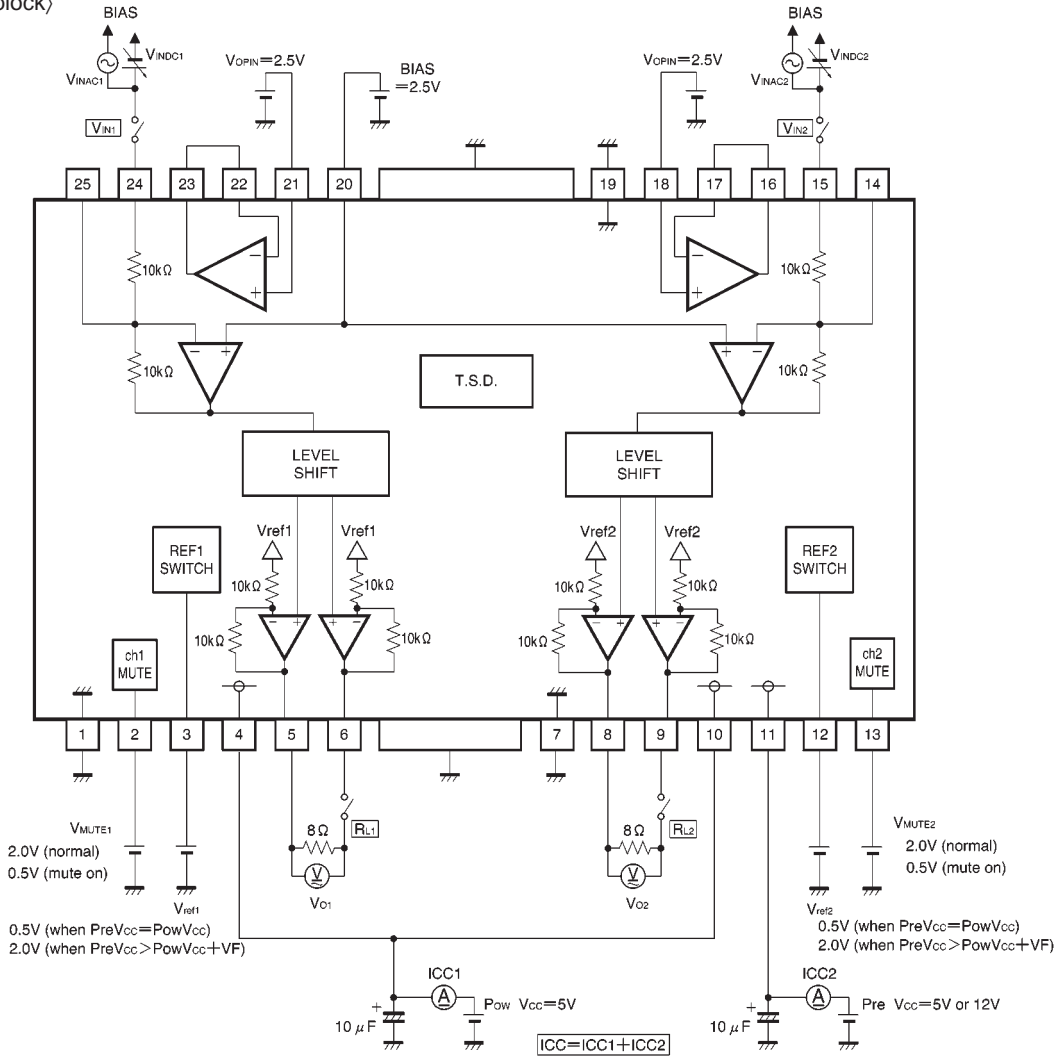 block〉
BIAS
BIAS
VINDC1
VINAC1
VOPIN=2.5V
BIAS
=2.5V
VOPIN=2.5V
VINDC2
VINAC2
VIN1
VIN2
25 24 23 22 21 20 19 18 17 16 15 14
10kΩ
10kΩ
− +
− +
10kΩ
10kΩ
− +
+ −
T.S.D.
LEVEL
SHIFT
LEVEL
SHIFT
REF1
SWITCH
Vref1 Vref1
Vref2 Vref2
REF2
SWITCH
10kΩ 10kΩ
10kΩ 10kΩ
− + + −
− + + −
10kΩ 10kΩ
10kΩ 10kΩ
ch1
MUTE
ch2
MUTE
1 2 3 4 5 6 7 8 9 10 11 12 13
VMUTE1
2.0V (normal)
0.5V (mute on)
8Ω
RL1
V
VO1
8Ω
RL2
V
VO2
VMUTE2
2.0V (normal)
0.5V (mute on)
Vref1
0.5V (when PreVcc=PowVcc)
2.0V (when PreVcc>PowVcc+VF)
Vref2
0.5V (when PreVcc=PowVcc)
2.0V (when PreVcc>PowVcc+VF)
ICC1
A
+
10μF
Pow Vcc=5V
ICC2
A
+
10μF
Pre Vcc=5V or 12V
ICC=ICC1+ICC2